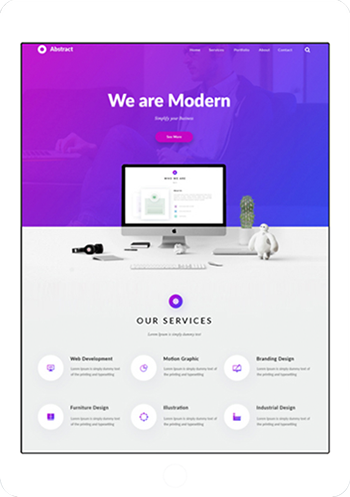 Abstract
Home Services Portfolio About Contact
We are Modern
Simplify your Business
See More
WHO WE ARE
OUR SERVICES
Lorem Ipsum is simply dummy text
Web Development Motion Graphic Branding Design
Lorem Ipsum is simply dummy text Lorem Ipsum is simply dummy text Lorem Ipsum is simply dummy text of
of the printing and typesetting of the printing and typesetting the printing and typesetting
Furniture Design Illustration Industrial Design
Lorem Ipsum is simply dummy text Lorem Ipsum is simply dummy text Lorem Ipsum is simply dummy text of
of the printing and typesetting of the printing and typesetting the printing and typesetting